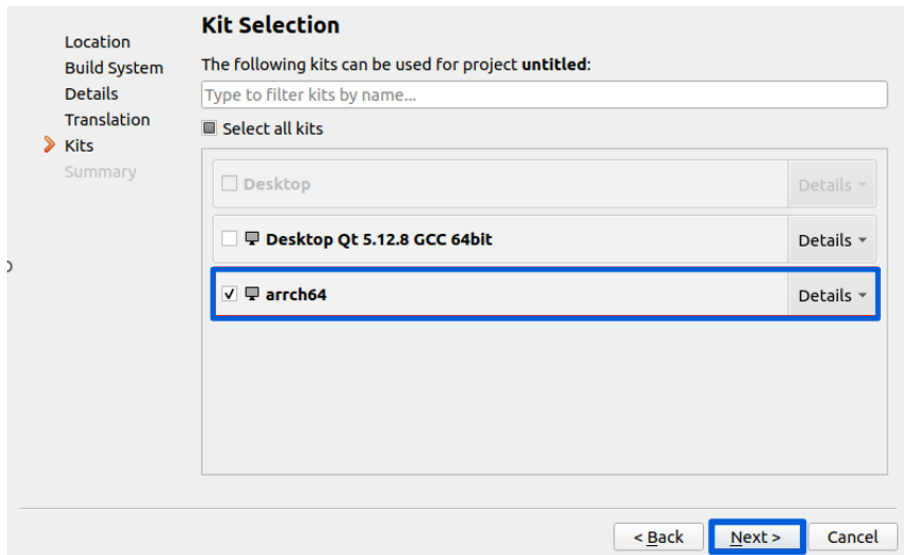 Location
Build System
Details
Translation
Kits
Summary
Kit Selection
The following kits can be used for project untitled:
Type to filter kits by name...
Select all kits
Desktop Details
Desktop Qt 5.12.8 GCC 64bit Details
arrch64 Details
< Back Next > Cancel